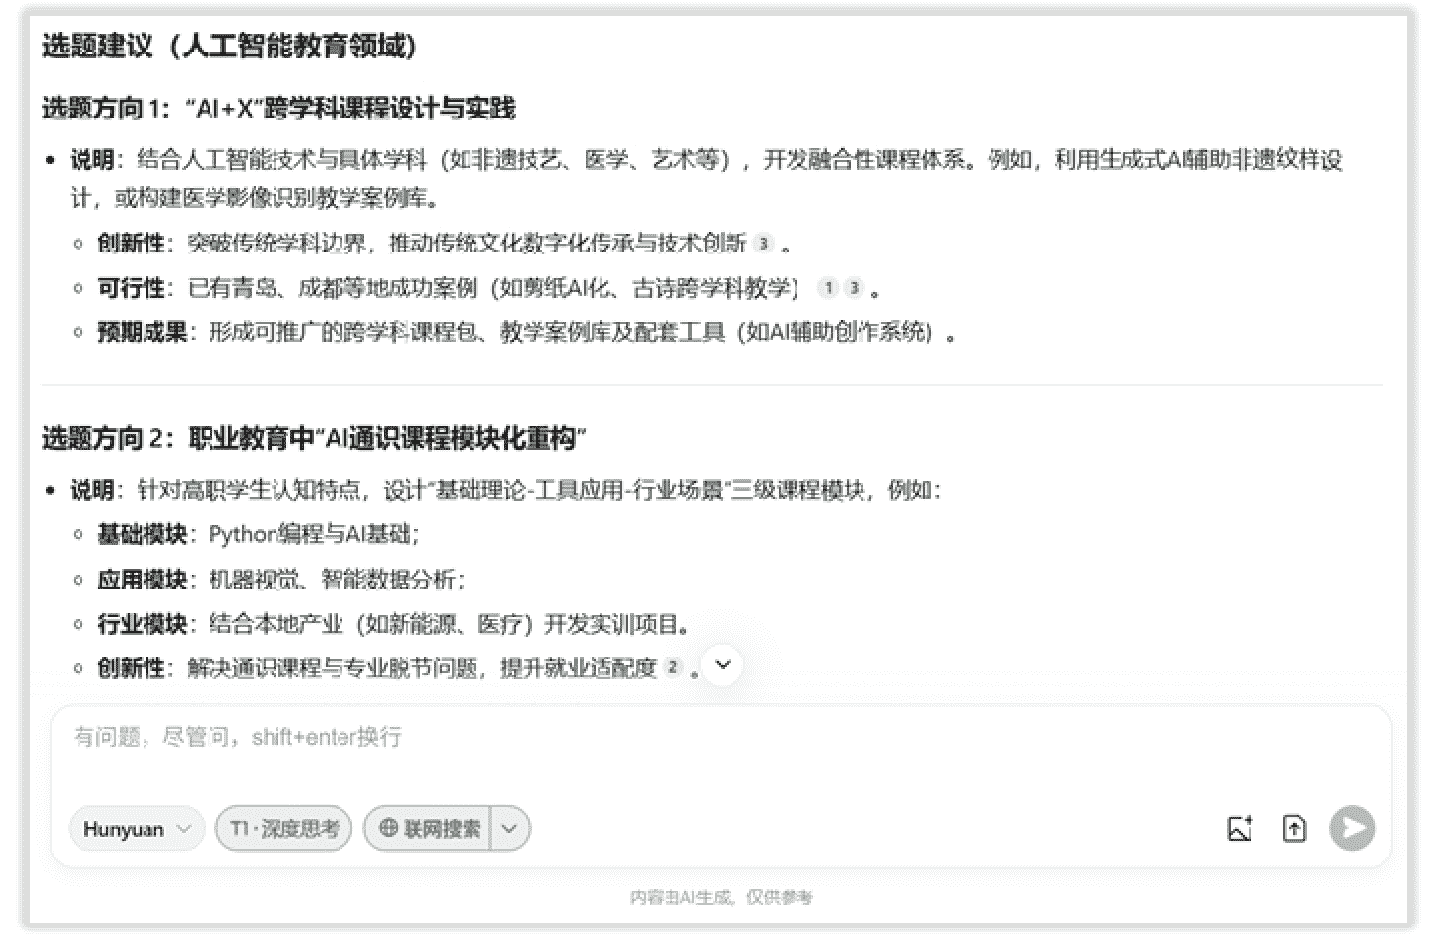 选题建议（人工智能教育领域）
选题方向 1：“AI+X”跨学科课程设计与实践
• 说明：结合人工智能技术与具体学科（如非遗技艺、医学、艺术等），开发融合性课程体系。例如，利用生成式AI辅助非遗纹样设
计，或构建医学影像识别教学案例库。
◦ 创新性：突破传统学科边界，推动传统文化数字化传承与技术创新 3 。
◦ 可行性：已有青岛、成都等地成功案例（如剪纸AI化、古诗跨学科教学） 1 3 。
◦ 预期成果：形成可推广的跨学科课程包、教学案例库及配套工具（如AI辅助创作系统）。
选题方向 2：职业教育中“AI通识课程模块化重构”
• 说明：针对高职学生认知特点，设计“基础理论-工具应用-行业场景”三级课程模块，例如：
◦ 基础模块：Python编程与AI基础；
◦ 应用模块：机器视觉、智能数据分析；
◦ 行业模块：结合本地产业（如新能源、医疗）开发实训项目。
◦ 创新性：解决通识课程与专业脱节问题，提升就业适配度 2 。
有问题，尽管问，shift+enter换行
Hunyuan T1·深度思考 联网搜索
内容由AI生成，仅供参考